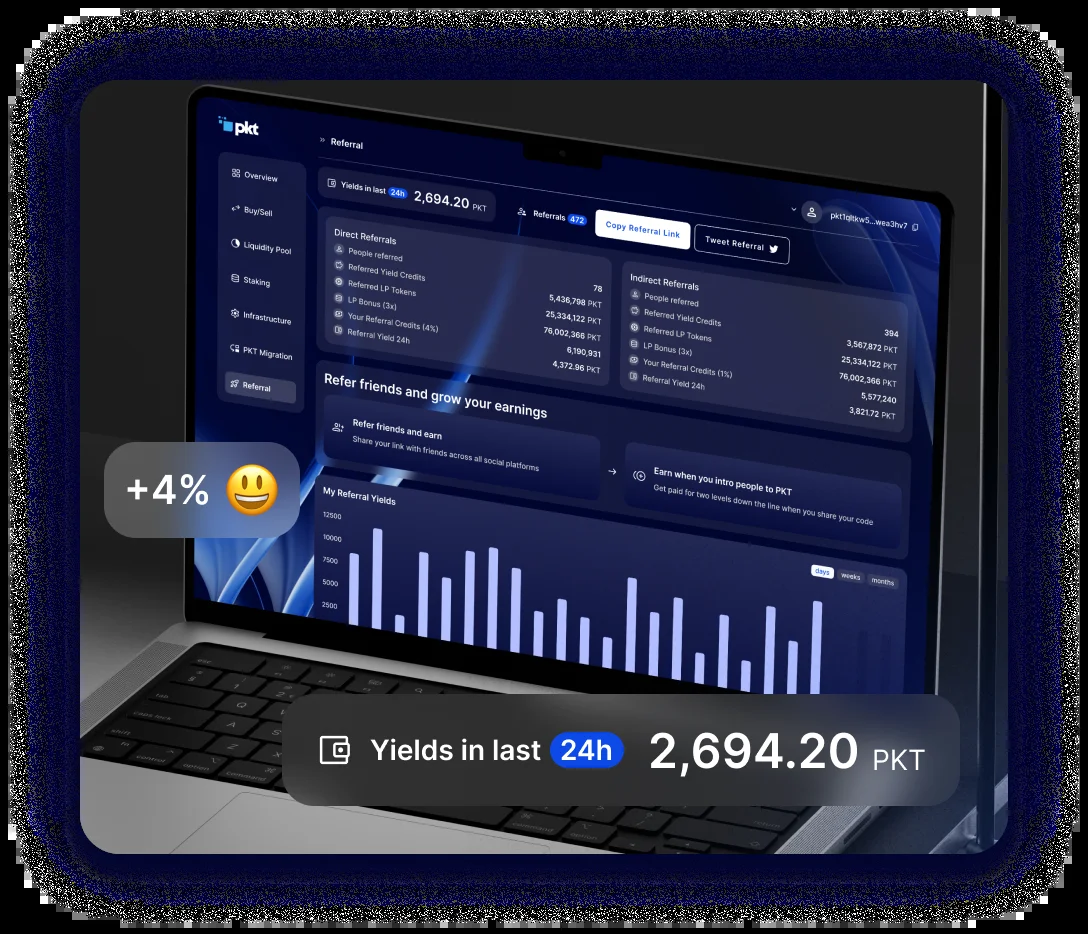 pkt
Referral
Overview
Buy/Sell
Liquidity Pool
Staking
Infrastructure
PKT Migration
Referral
Yields in last 24h 2,694.20 PKT
Referrals 472
Copy Referral Link
Tweet Referral
pkt1qltkw5...wea3hv7
Direct Referrals
People referred 78
Referred Yield Credits 5,436,798 PKT
Referred LP Tokens 25,334,122 PKT
LP Bonus (3x) 76,002,366 PKT
Your Referral Credits (4%) 6,190,931
Referral Yield 24h 4,372.96 PKT
Indirect Referrals
People referred 394
Referred Yield Credits 3,567,872 PKT
Referred LP Tokens 25,334,122 PKT
LP Bonus (3x) 76,002,366 PKT
Your Referral Credits (1%) 5,577,240
Referral Yield 24h 3,821.72 PKT
Refer friends and grow your earnings
Refer friends and earn
Share your link with friends across all social platforms
Earn when you intro people to PKT
Get paid for two levels down the line when you share your code
My Referral Yields
days weeks months
12500
10000
7500
5000
2500
+4% 😃
Yields in last 24h 2,694.20 PKT